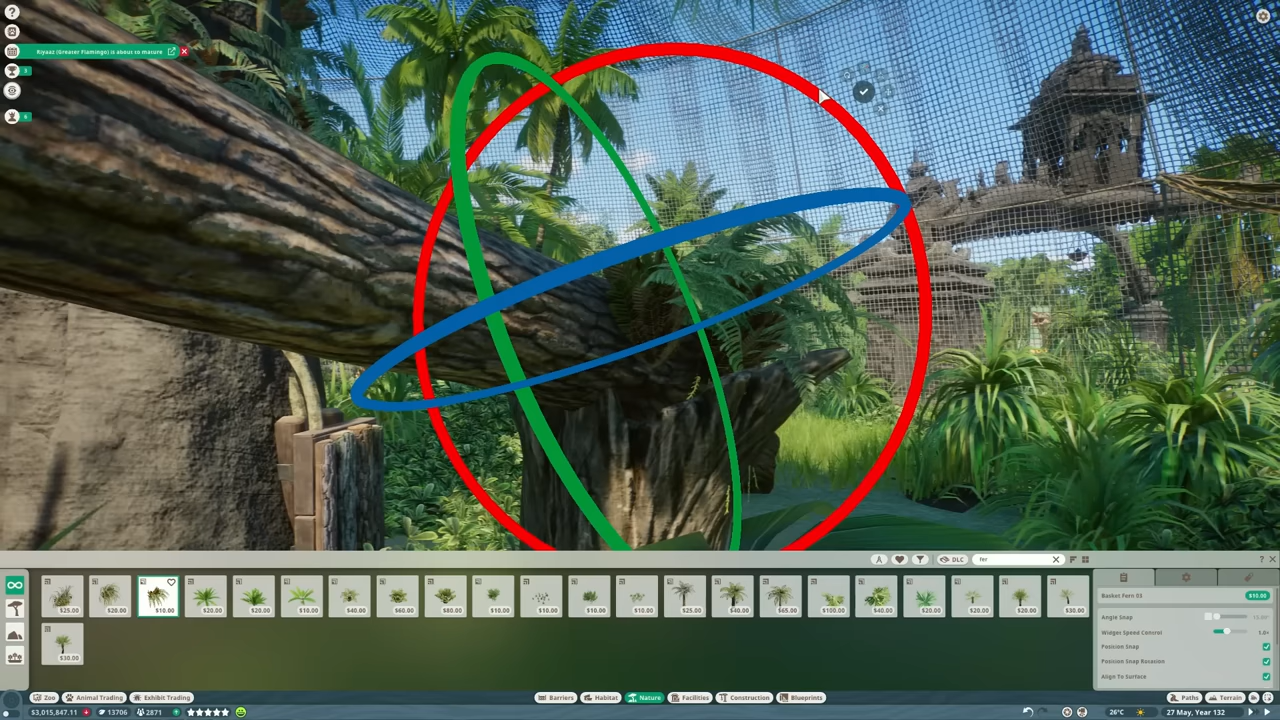 Riyaaz (Greater Flamingo) is about to mature
3
6
A DLC fer ? ×
$25.00 $20.00 $10.00 $20.00 $20.00 $10.00 $40.00 $60.00 $80.00 $10.00 $10.00 $10.00 $10.00 $25.00 $40.00 $65.00 $100.00 $40.00 $20.00 $20.00 $20.00 $30.00
$30.00
Basket Fern 03 $10.00
Angle Snap
Widget Speed Control 1.0×
Position Snap
Position Snap Rotation
Align To Surface
Zoo Animal Trading Exhibit Trading Barriers Habitat Nature Facilities Construction Blueprints Paths Terrain
$3,015,847.11 13706 2871 26°C 27 May, Year 132